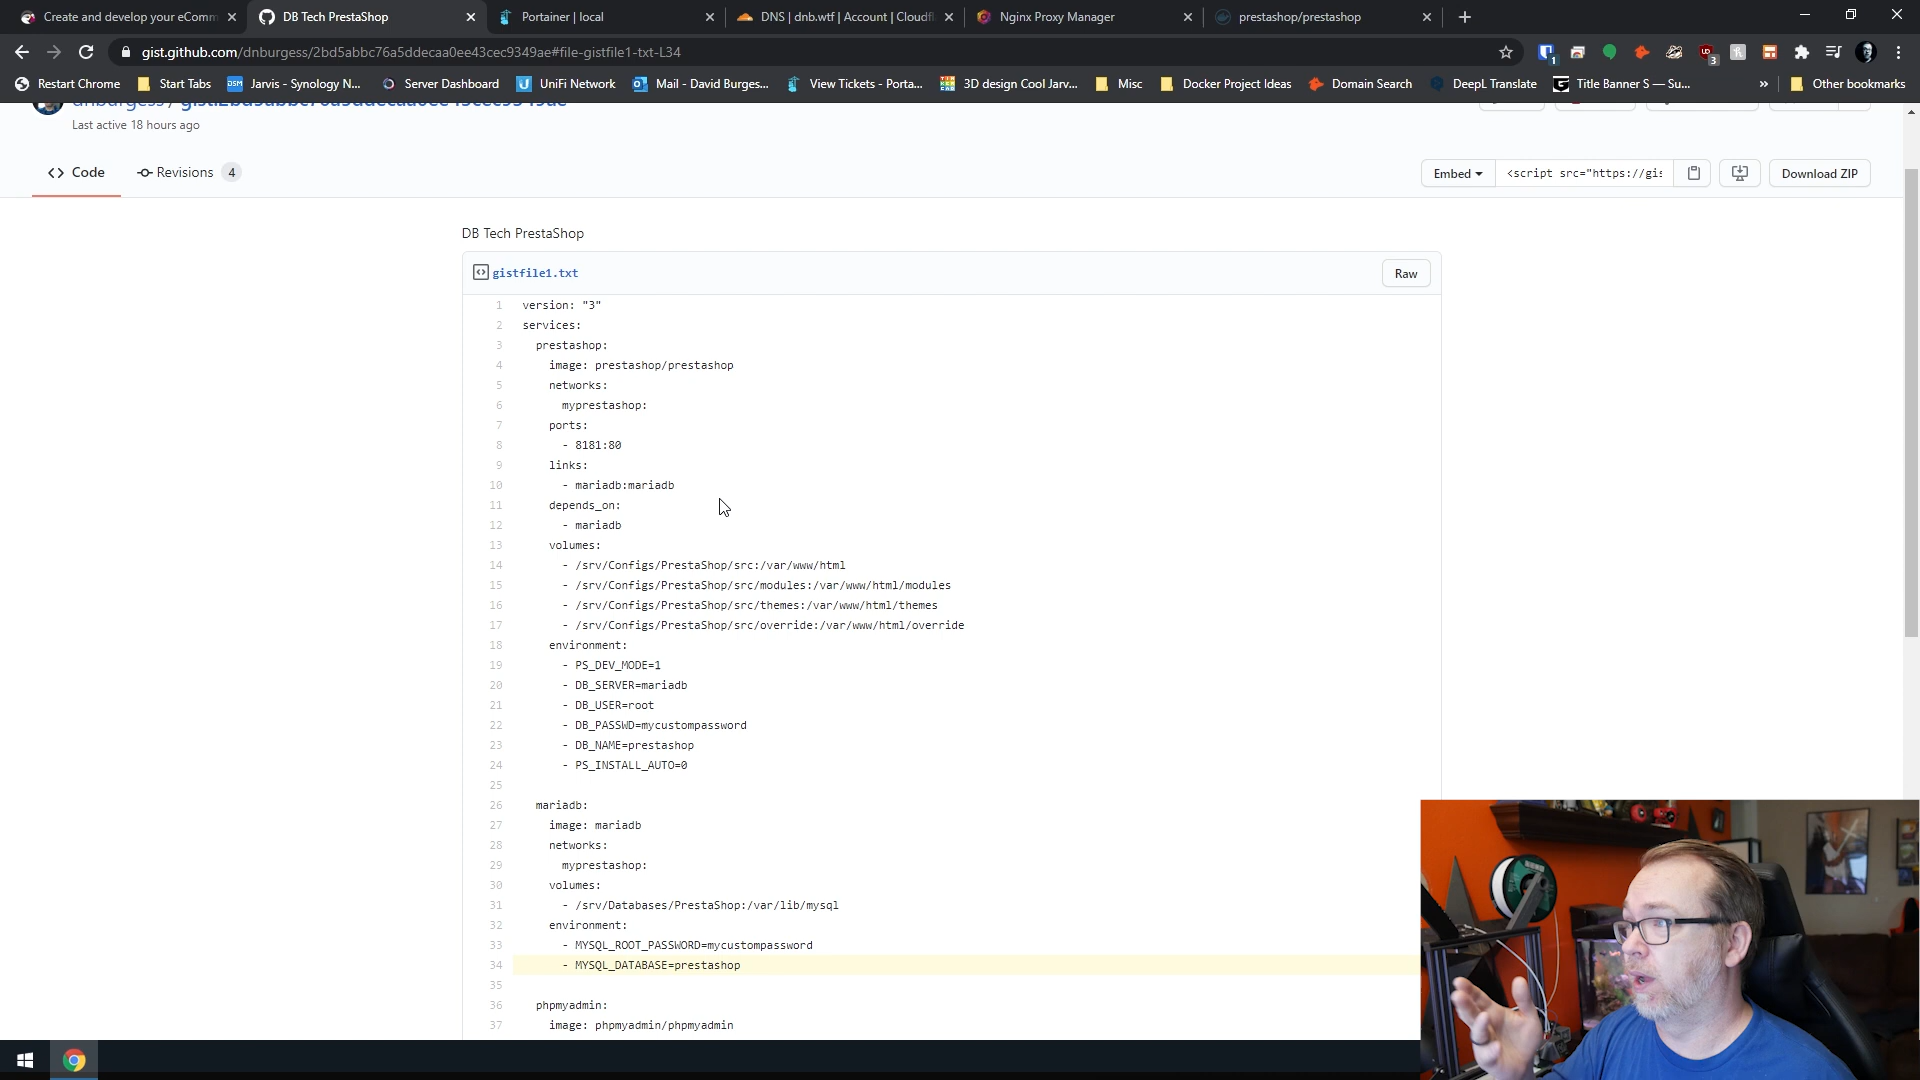 Create and develop your eComm
DB Tech PrestaShop
Portainer | local
DNS | dnb.wtf | Account | Cloudfl
Nginx Proxy Manager
prestashop/prestashop
gist.github.com/dnburgess/2bd5abbc76a5ddecaa0ee43cec9349ae#file-gistfile1-txt-L34
Restart Chrome
Start Tabs
Jarvis - Synology N...
Server Dashboard
UniFi Network
Mail - David Burges...
View Tickets - Porta...
3D design Cool Jarv...
Misc
Docker Project Ideas
Domain Search
DeepL Translate
Title Banner S — Su...
»
Other bookmarks
Last active 18 hours ago
Code
Revisions 4
Embed
<script src="https://gis
Download ZIP
DB Tech PrestaShop
gistfile1.txt
Raw
1 version: "3"
2 services:
3 prestashop:
4 image: prestashop/prestashop
5 networks:
6 myprestashop:
7 ports:
8 - 8181:80
9 links:
10 - mariadb:mariadb
11 depends_on:
12 - mariadb
13 volumes:
14 - /srv/Configs/PrestaShop/src:/var/www/html
15 - /srv/Configs/PrestaShop/src/modules:/var/www/html/modules
16 - /srv/Configs/PrestaShop/src/themes:/var/www/html/themes
17 - /srv/Configs/PrestaShop/src/override:/var/www/html/override
18 environment:
19 - PS_DEV_MODE=1
20 - DB_SERVER=mariadb
21 - DB_USER=root
22 - DB_PASSWD=mycustompassword
23 - DB_NAME=prestashop
24 - PS_INSTALL_AUTO=0
25
26 mariadb:
27 image: mariadb
28 networks:
29 myprestashop:
30 volumes:
31 - /srv/Databases/PrestaShop:/var/lib/mysql
32 environment:
33 - MYSQL_ROOT_PASSWORD=mycustompassword
34 - MYSQL_DATABASE=prestashop
35
36 phpmyadmin:
37 image: phpmyadmin/phpmyadmin